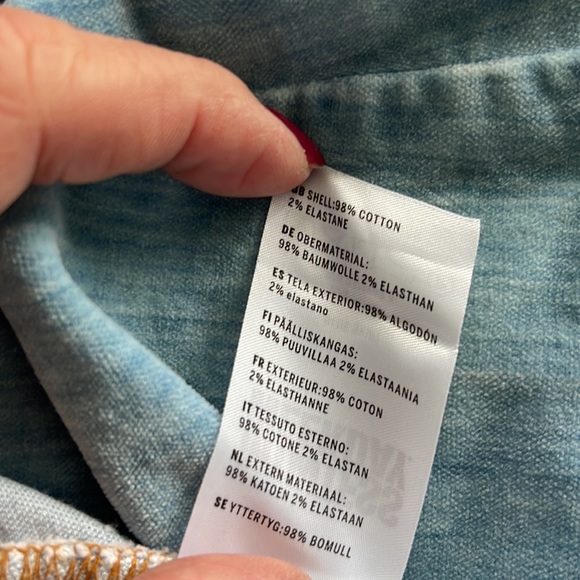 SHELL:98% COTTON
2% ELASTANE
DE OBERMATERIAL:
98% BAUMWOLLE 2% ELASTHAN
ES TELA EXTERIOR:98% ALGODÓN
2% elastano
FI PÄÄLLISKANGAS:
98% PUUVILLAA 2% ELASTAANIA
FR EXTERIEUR:98% COTON
2% ELASTHANNE
IT TESSUTO ESTERNO:
98% COTONE 2% ELASTAN
NL EXTERN MATERIAAL:
98% KATOEN 2% ELASTAAN
SE YTTERTYG:98% BOMULL